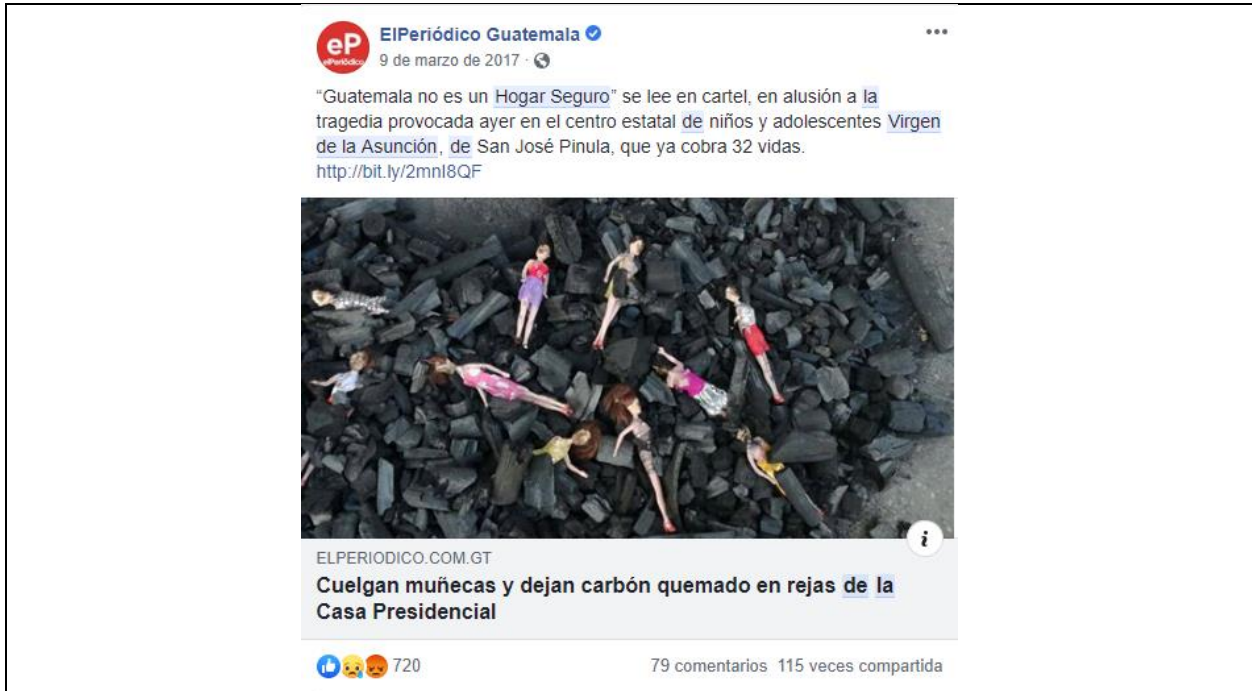 eP
elPeriódico
ElPeriódico Guatemala
9 de marzo de 2017 ·
“Guatemala no es un Hogar Seguro” se lee en cartel, en alusión a la
tragedia provocada ayer en el centro estatal de niños y adolescentes Virgen
de la Asunción, de San José Pinula, que ya cobra 32 vidas.
http://bit.ly/2mnI8QF
i
ELPERIODICO.COM.GT
Cuelgan muñecas y dejan carbón quemado en rejas de la
Casa Presidencial
720
79 comentarios 115 veces compartida